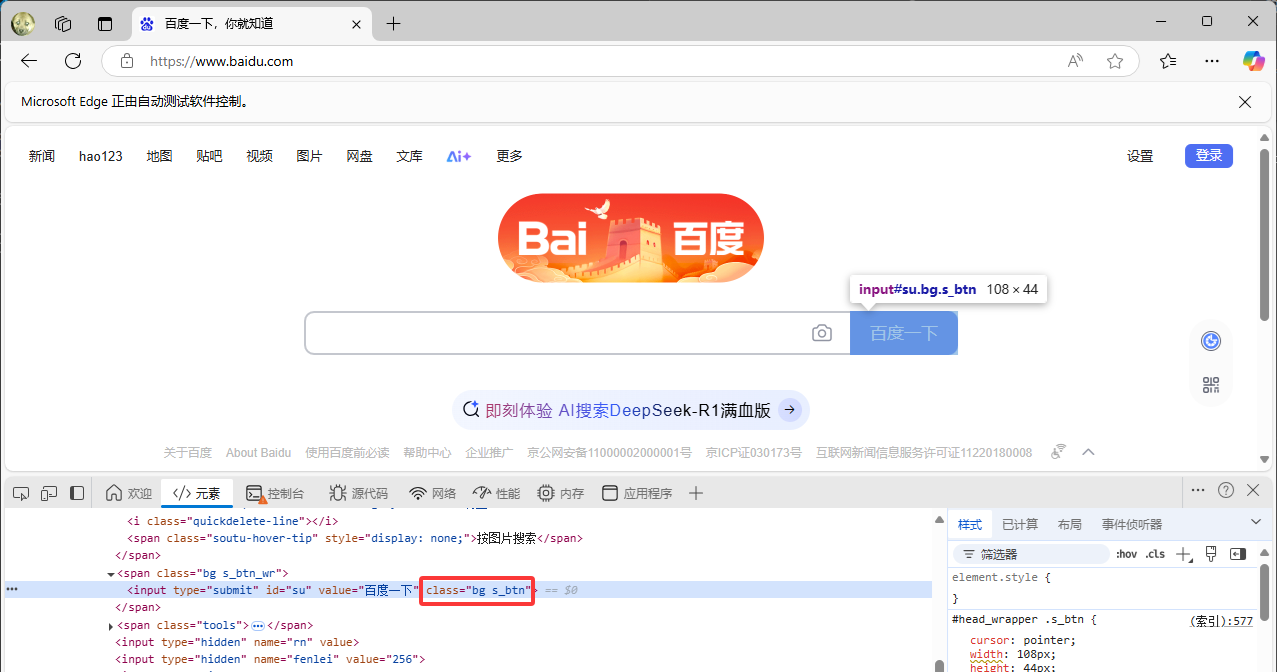 百度一下，你就知道
https://www.baidu.com
Microsoft Edge 正由自动测试软件控制。
新闻 hao123 地图 贴吧 视频 图片 网盘 文库 Ai+ 更多 设置 登录
Bai 百度
input#su.bg.s_btn 108 × 44
百度一下
即刻体验 AI搜索DeepSeek-R1满血版
关于百度 About Baidu 使用百度前必读 帮助中心 企业推广 京公网安备11000002000001号 京ICP证030173号 互联网新闻信息服务许可证11220180008
欢迎 </> 元素 控制台 源代码 网络 性能 内存 应用程序
<i class="quickdelete-line"></i>
<span class="soutu-hover-tip" style="display: none;">按图片搜索</span>
</span>
<span class="bg s_btn_wr">
<input type="submit" id="su" value="百度一下" class="bg s_btn"> == $0
</span>
<span class="tools">…</span>
<input type="hidden" name="rn" value>
<input type="hidden" name="fenlei" value="256">
样式 已计算 布局 事件侦听器
筛选器 :hov .cls
element.style {
}
#head_wrapper .s_btn { (索引):577
cursor: pointer;
width: 108px;
height: 44px;